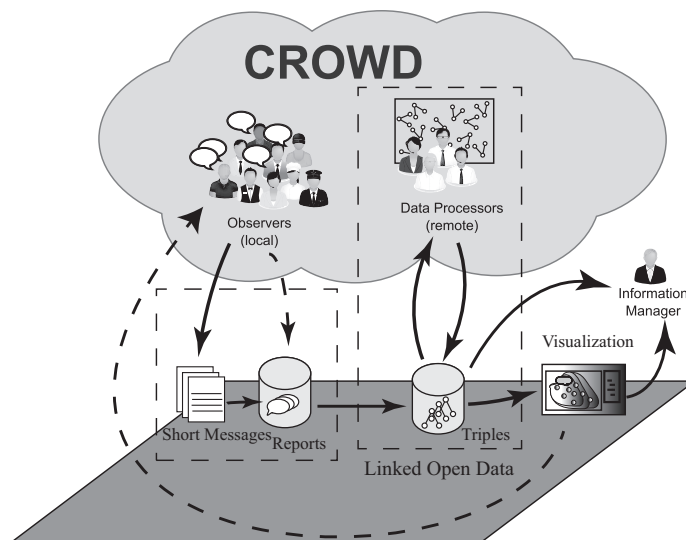 CROWD
Observers
(local)
Data Processors
(remote)
Information
Manager
Visualization
Short Messages
Reports
Triples
Linked Open Data